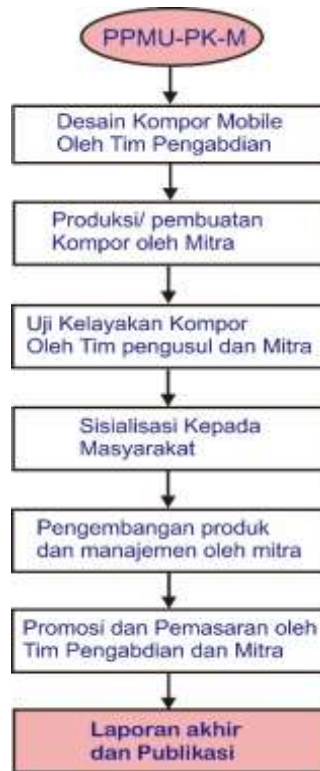 PPMU-PK-M
Desain Kompor Mobile
Oleh Tim Pengabdian
Produksi/ pembuatan
Kompor oleh Mitra
Uji Kelayakan Kompor
Oleh Tim pengusul dan Mitra
Sisialisasi Kepada
Masyarakat
Pengembangan produk
dan manajemen oleh mitra
Promosi dan Pemasaran oleh
Tim Pengabdian dan Mitra
Laporan akhir
dan Publikasi